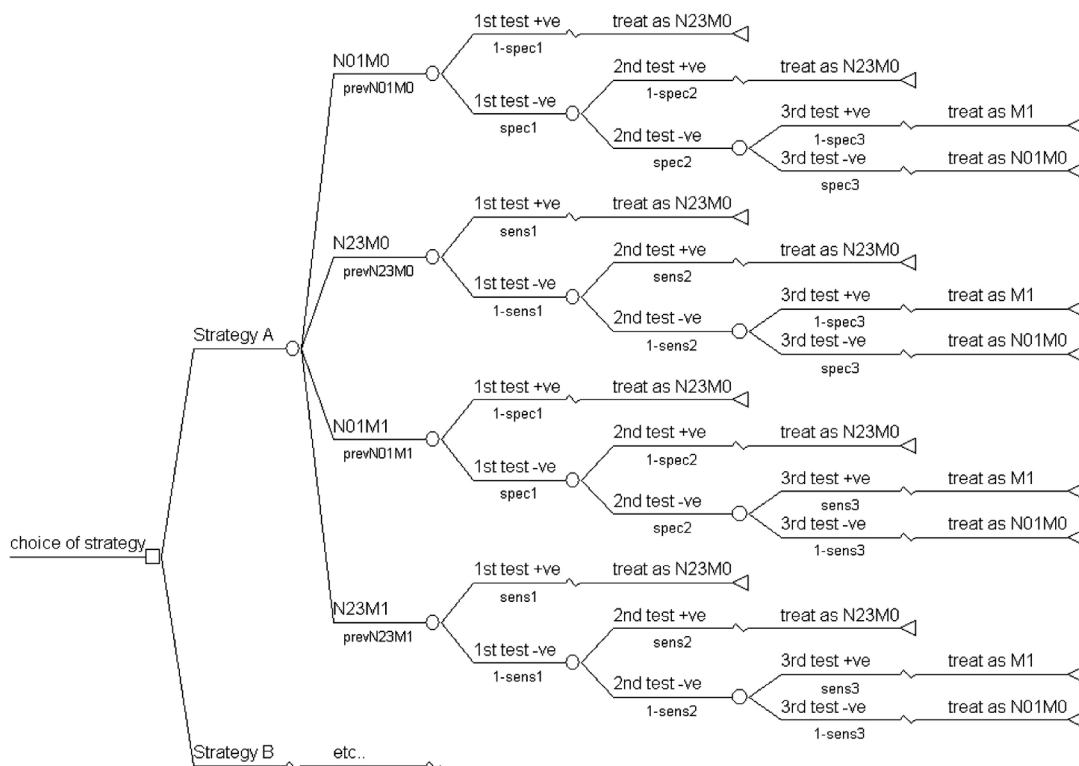 1st test +ve treat as N23M0
1-spec1
N01M0
prevN01M0
2nd test +ve treat as N23M0
1-spec2
1st test -ve
spec1
3rd test +ve treat as M1
1-spec3
2nd test -ve
spec2
3rd test -ve treat as N01M0
spec3
1st test +ve treat as N23M0
sens1
N23M0
prevN23M0
2nd test +ve treat as N23M0
sens2
1st test -ve
1-sens1
3rd test +ve treat as M1
1-spec3
2nd test -ve
1-sens2
3rd test -ve treat as N01M0
spec3
Strategy A
1st test +ve treat as N23M0
1-spec1
N01M1
prevN01M1
2nd test +ve treat as N23M0
1-spec2
1st test -ve
spec1
3rd test +ve treat as M1
sens3
2nd test -ve
spec2
3rd test -ve treat as N01M0
1-sens3
choice of strategy
1st test +ve treat as N23M0
sens1
N23M1
prevN23M1
2nd test +ve treat as N23M0
sens2
1st test -ve
1-sens1
3rd test +ve treat as M1
sens3
2nd test -ve
1-sens2
3rd test -ve treat as N01M0
1-sens3
Strategy B etc..